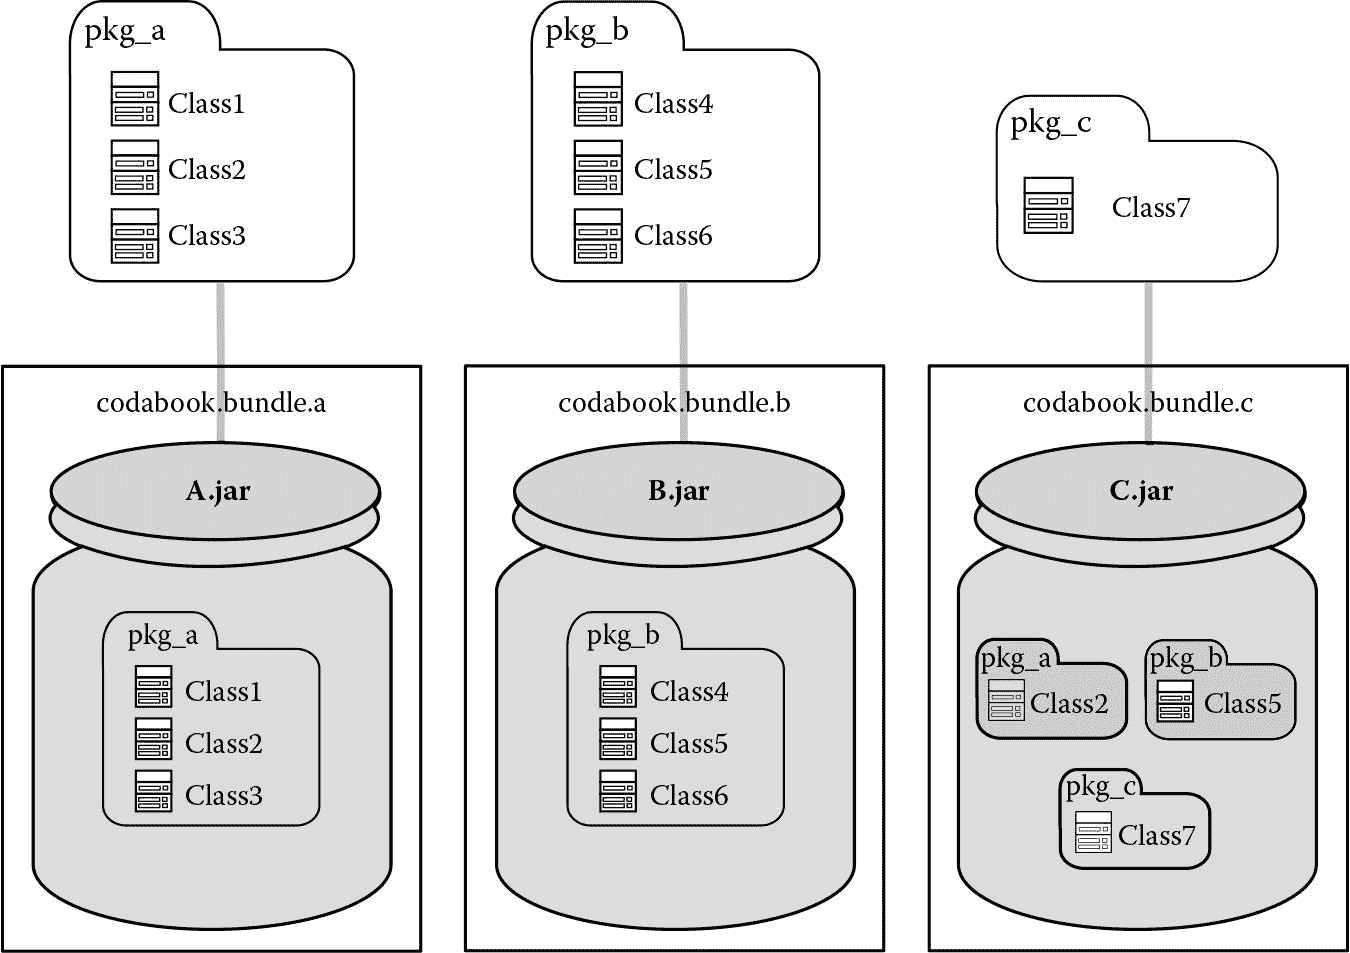 pkg_a
Class1
Class2
Class3
pkg_b
Class4
Class5
Class6
pkg_c
Class7
codabook.bundle.a
A.jar
pkg_a
Class1
Class2
Class3
codabook.bundle.b
B.jar
pkg_b
Class4
Class5
Class6
codabook.bundle.c
C.jar
pkg_a
Class2
pkg_b
Class5
pkg_c
Class7